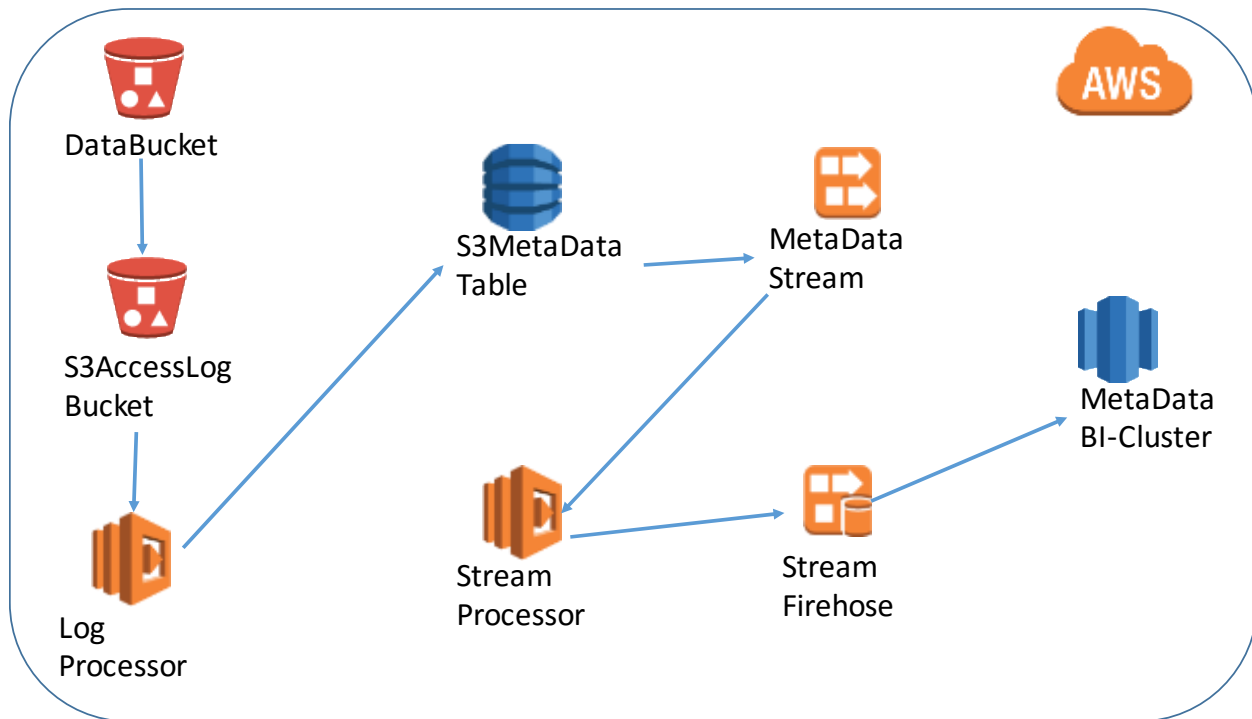 AWS
DataBucket
S3MetaData
Table
MetaData
Stream
S3AccessLog
Bucket
MetaData
BI-Cluster
Log
Processor
Stream
Processor
Stream
Firehose